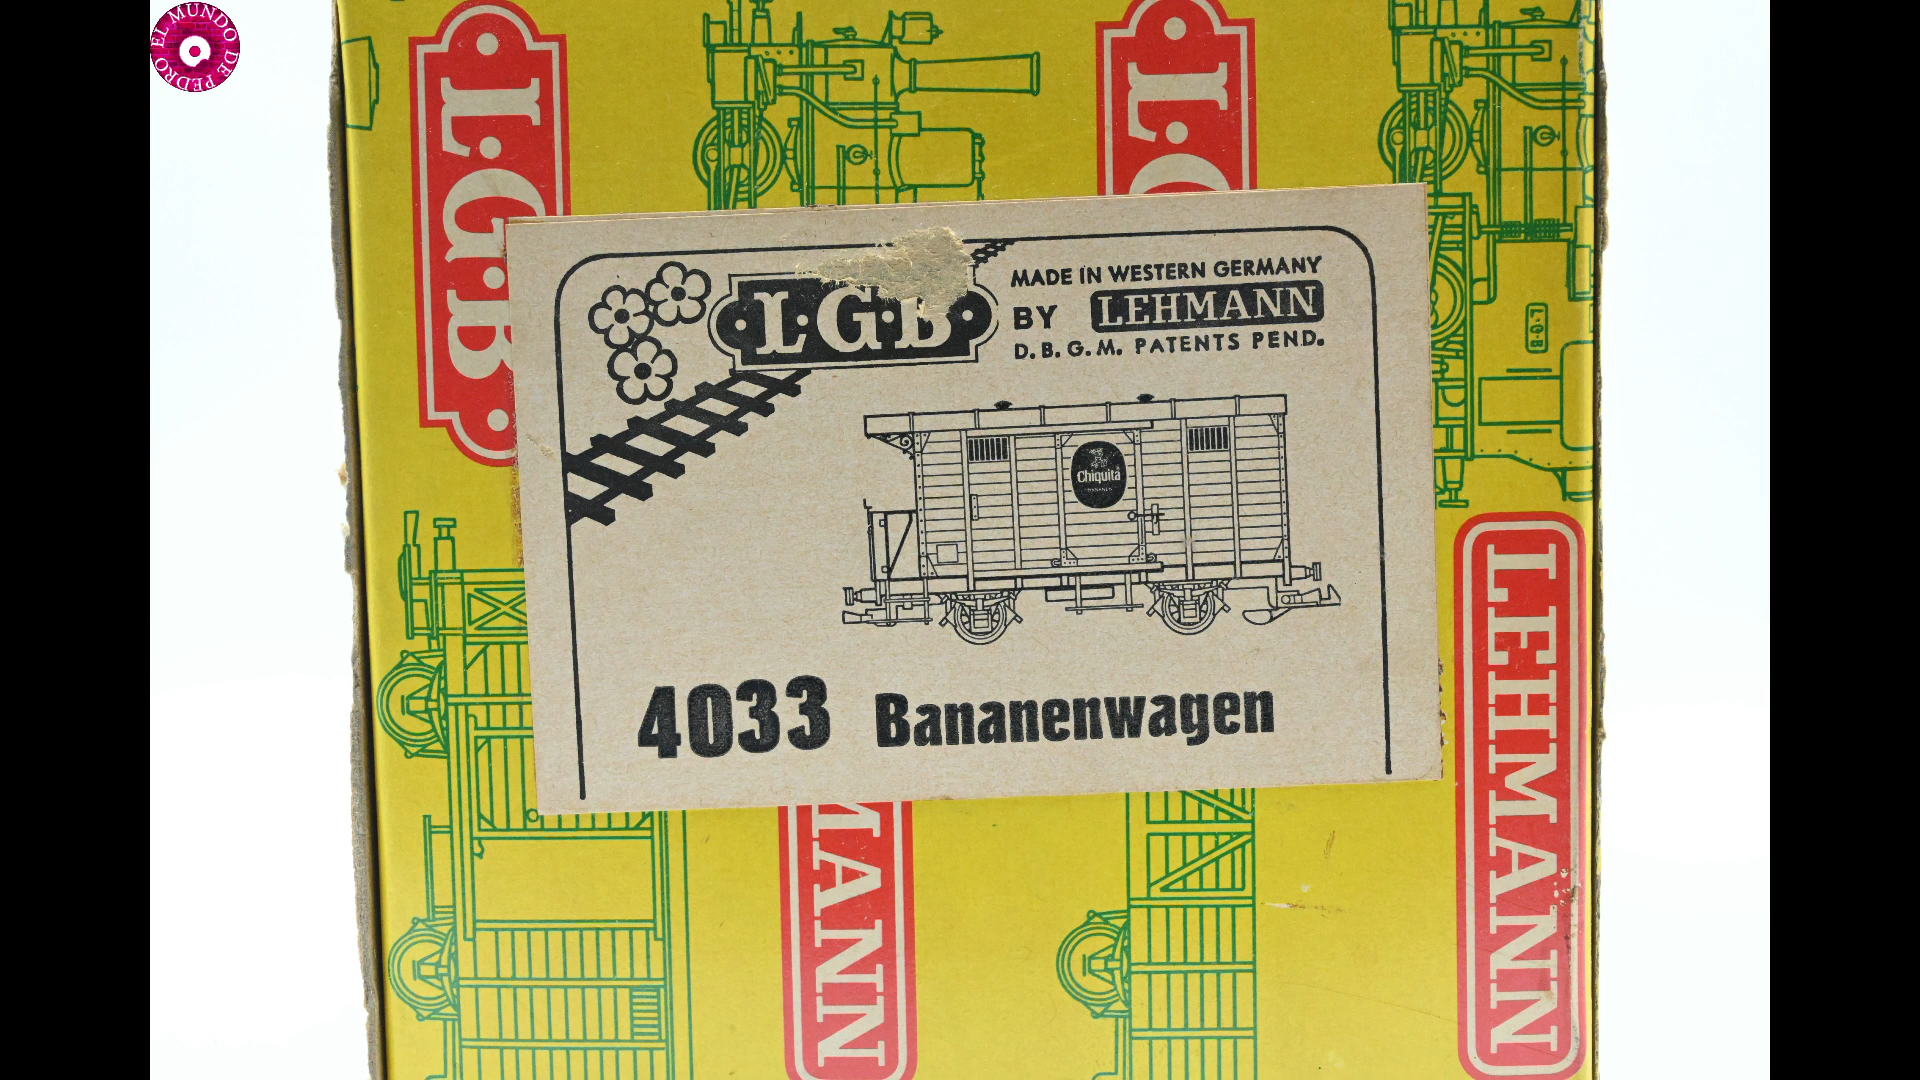 EL MUNDO DE PEDRO
L·G·B
L·G
L·G·B
MADE IN WESTERN GERMANY
BY LEHMANN
D.B.G.M. PATENTS PEND.
Chiquita
4033 Bananenwagen
L·G·B
LEHMANN
MANN